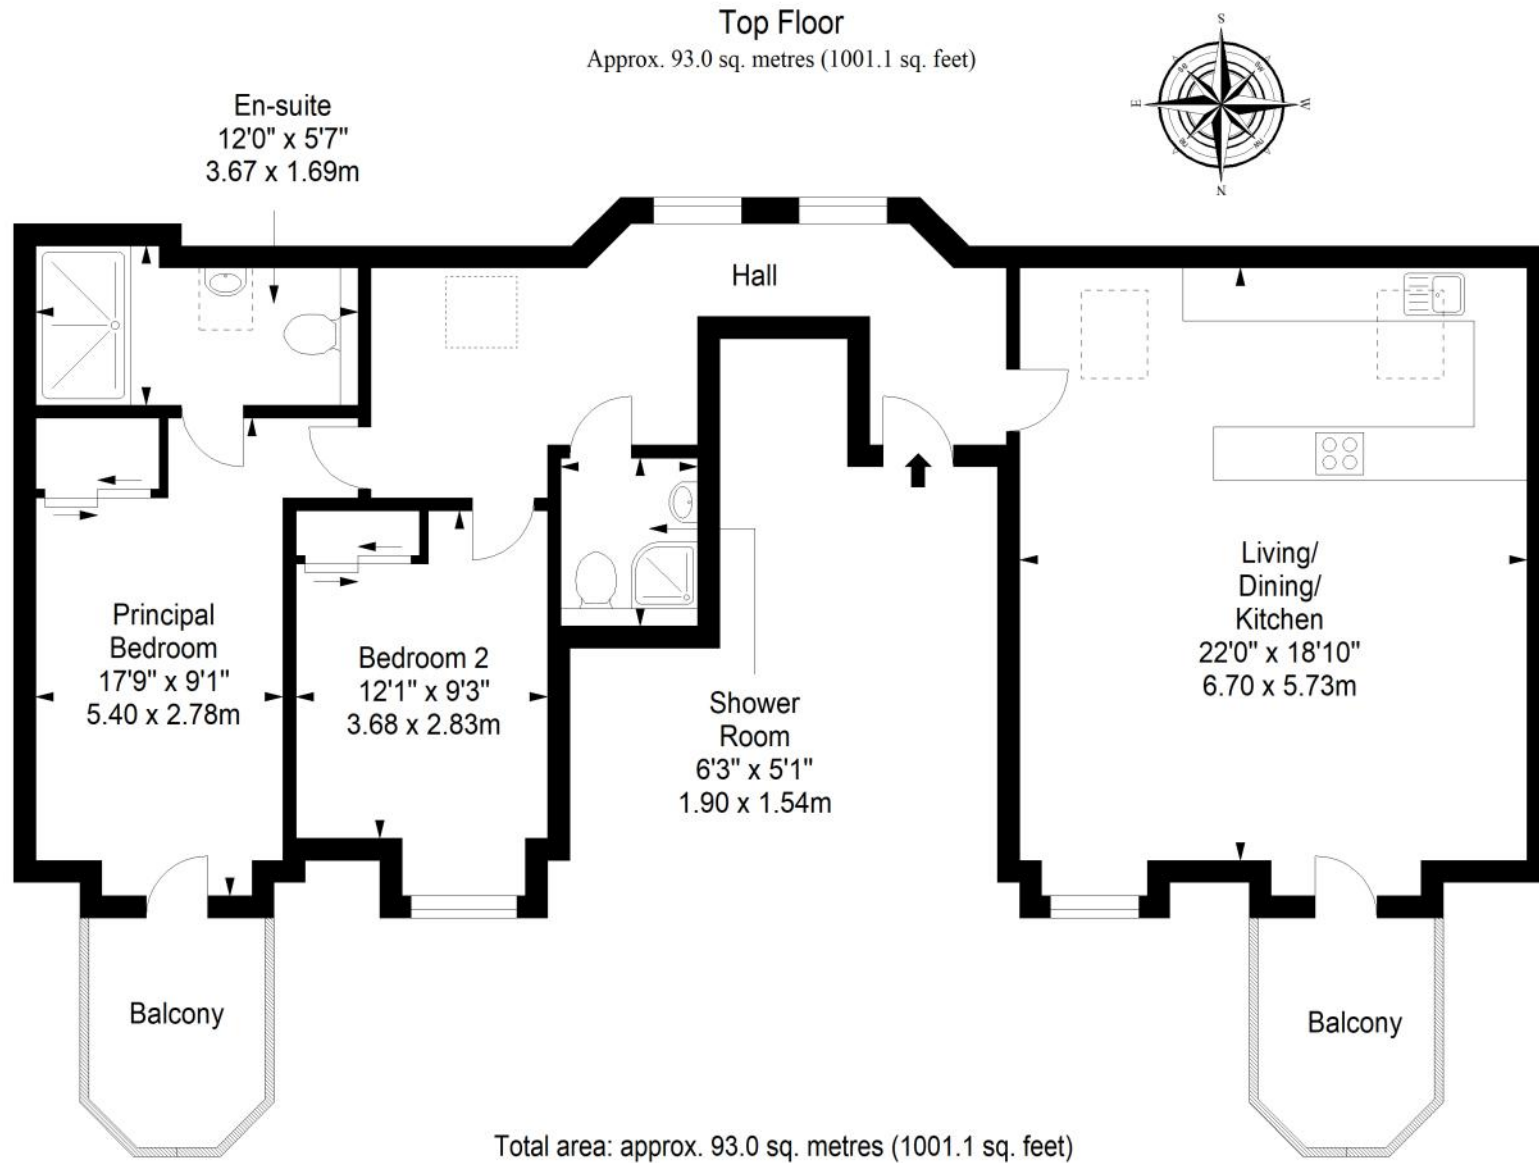 Top Floor
Approx. 93.0 sq. metres (1001.1 sq. feet)
S
E
W
N
En-suite
12'0" x 5'7"
3.67 x 1.69m
Hall
Principal
Bedroom
17'9" x 9'1"
5.40 x 2.78m
Bedroom 2
12'1" x 9'3"
3.68 x 2.83m
Shower
Room
6'3" x 5'1"
1.90 x 1.54m
Living/
Dining/
Kitchen
22'0" x 18'10"
6.70 x 5.73m
Balcony
Balcony
Total area: approx. 93.0 sq. metres (1001.1 sq. feet)